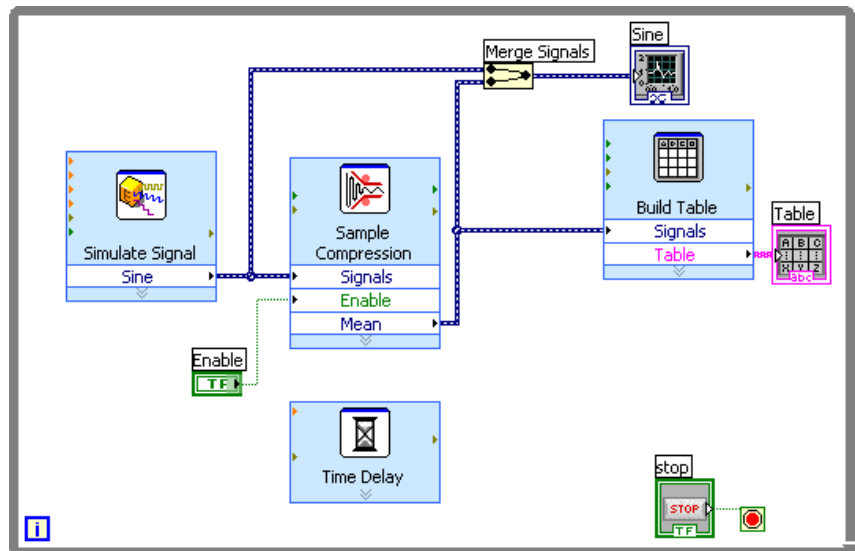 Sine
Merge Signals
Simulate Signal
Sine
Sample
Compression
Signals
Enable
Mean
Build Table
Signals
Table
Table
A B C
X Y Z
abc
Enable
TF
Time Delay
stop
STOP
TF
i